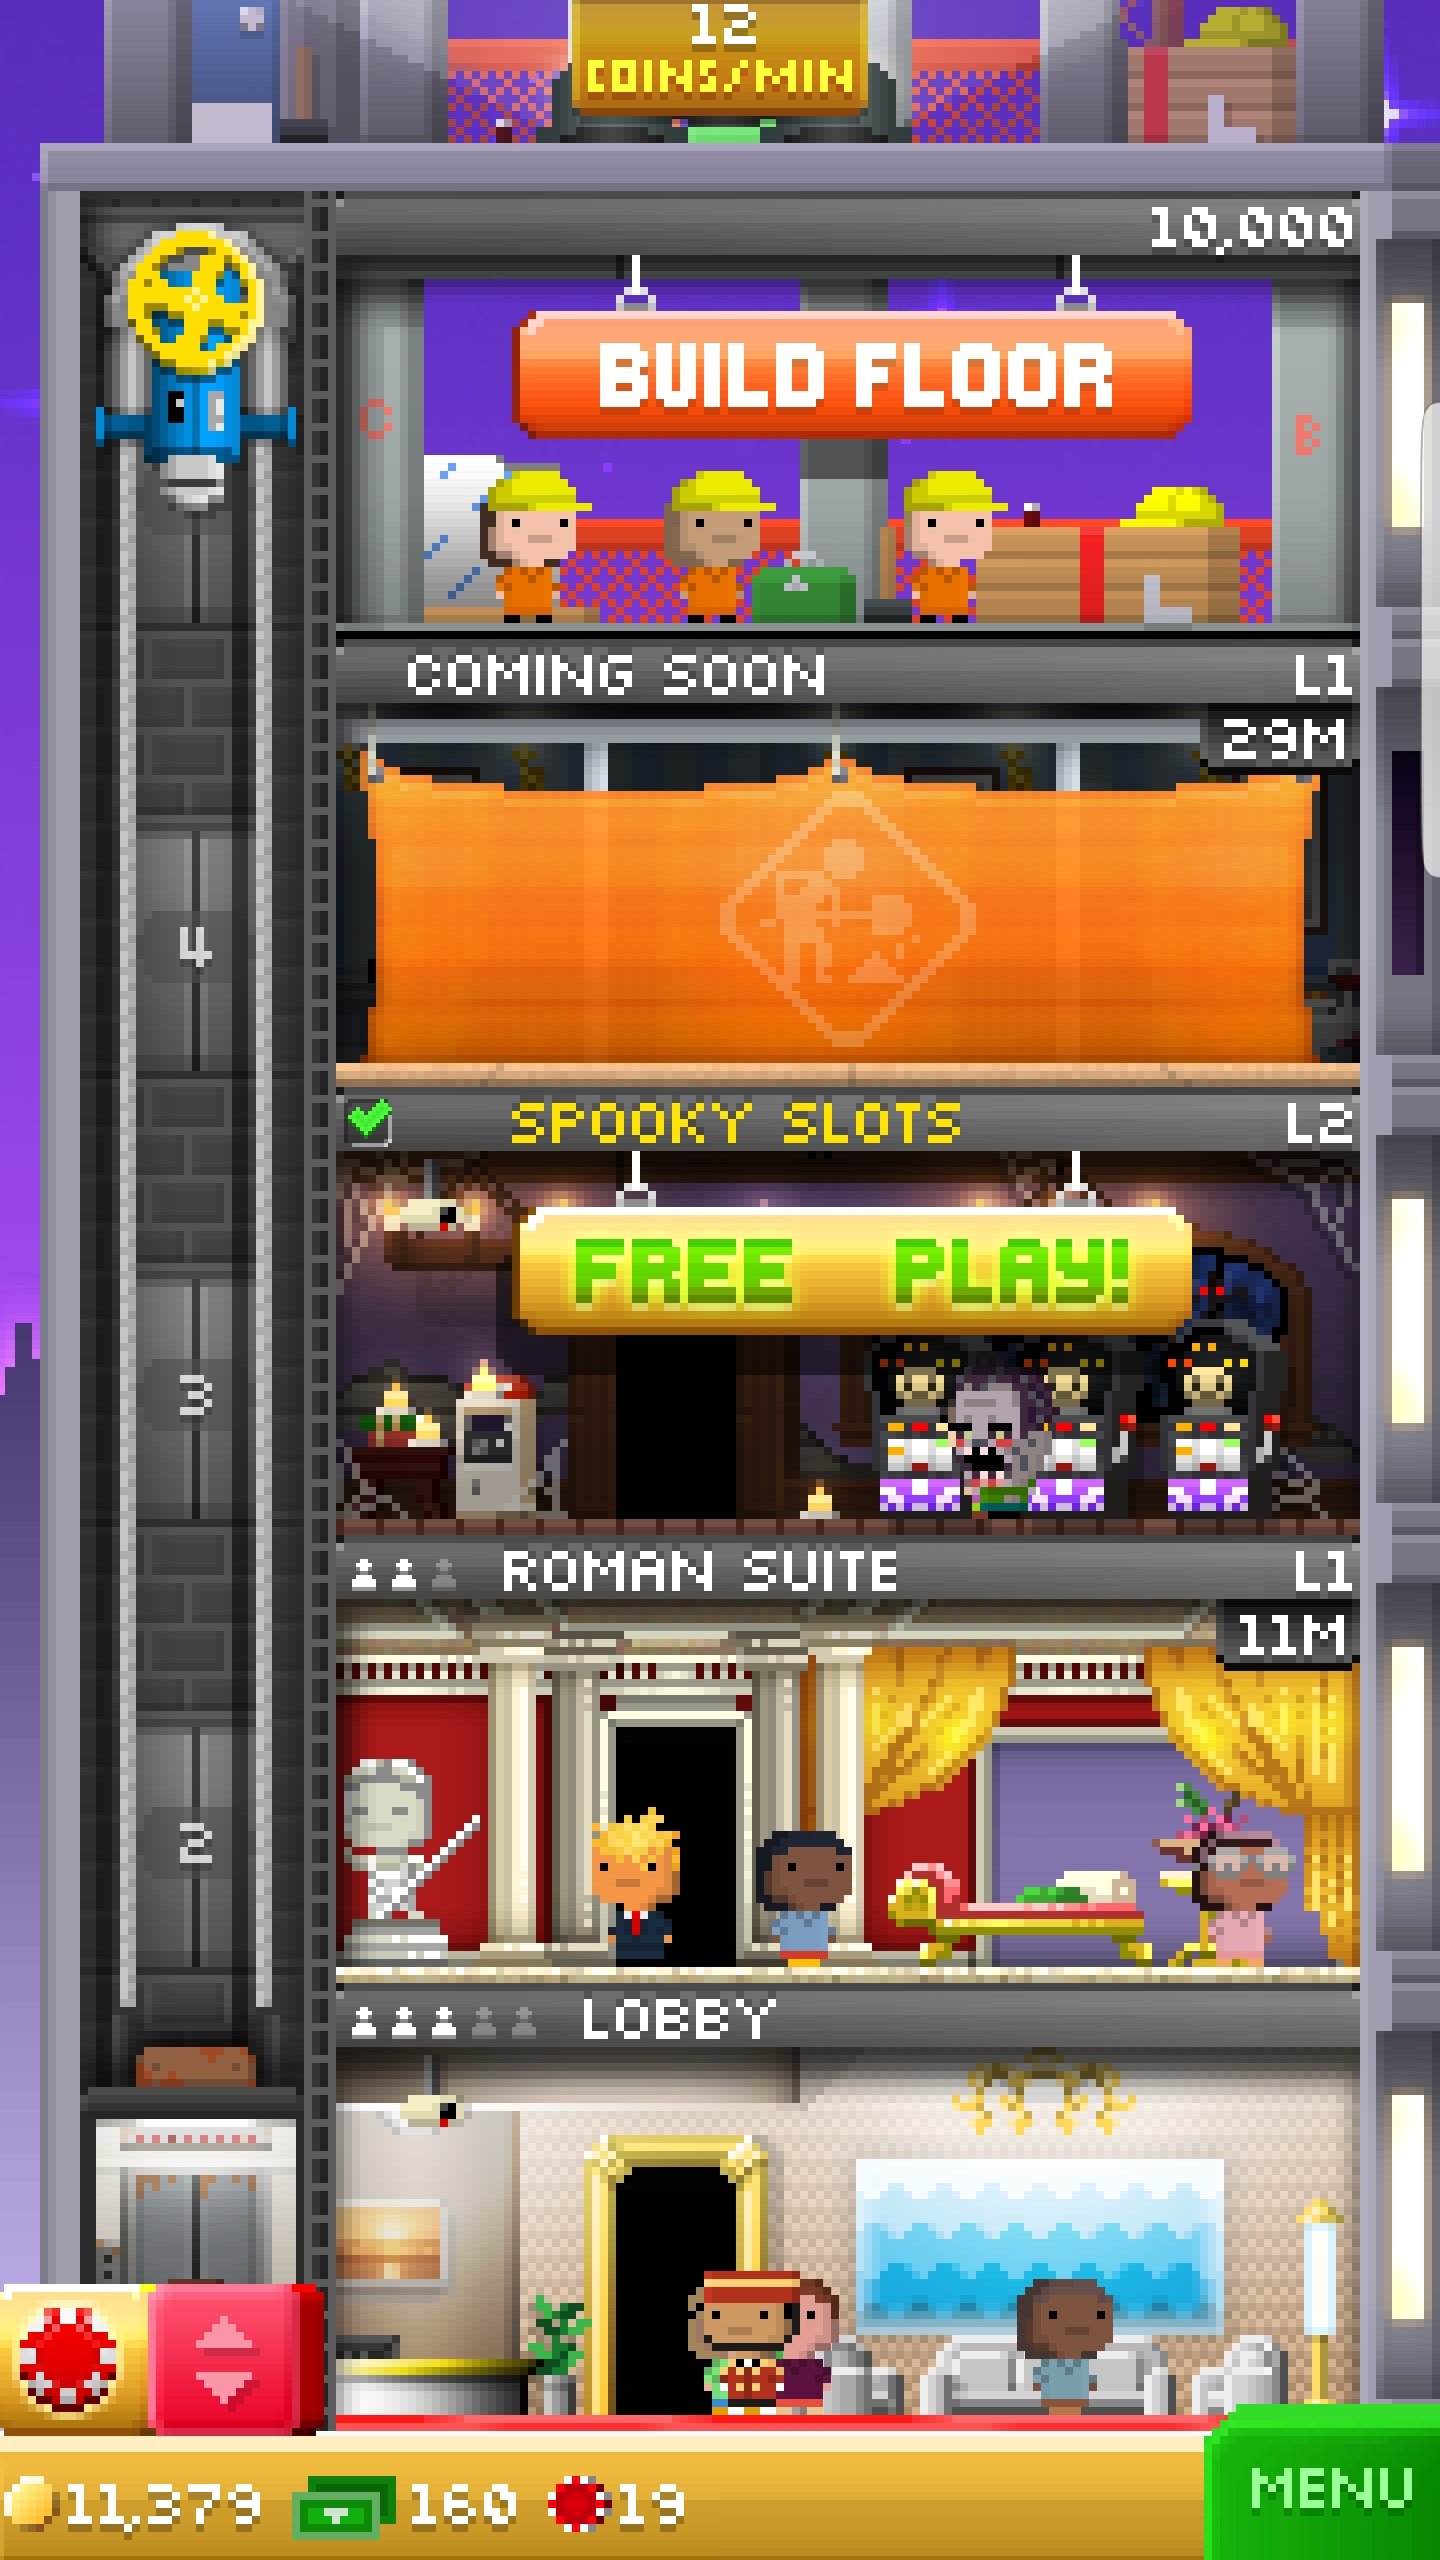 12
COINS/MIN
10,000
BUILD FLOOR
C
B
COMING SOON L1
29M
4
SPOOKY SLOTS L2
FREE PLAY!
3
ROMAN SUITE L1
11M
2
LOBBY
11,379 160 19
MENU